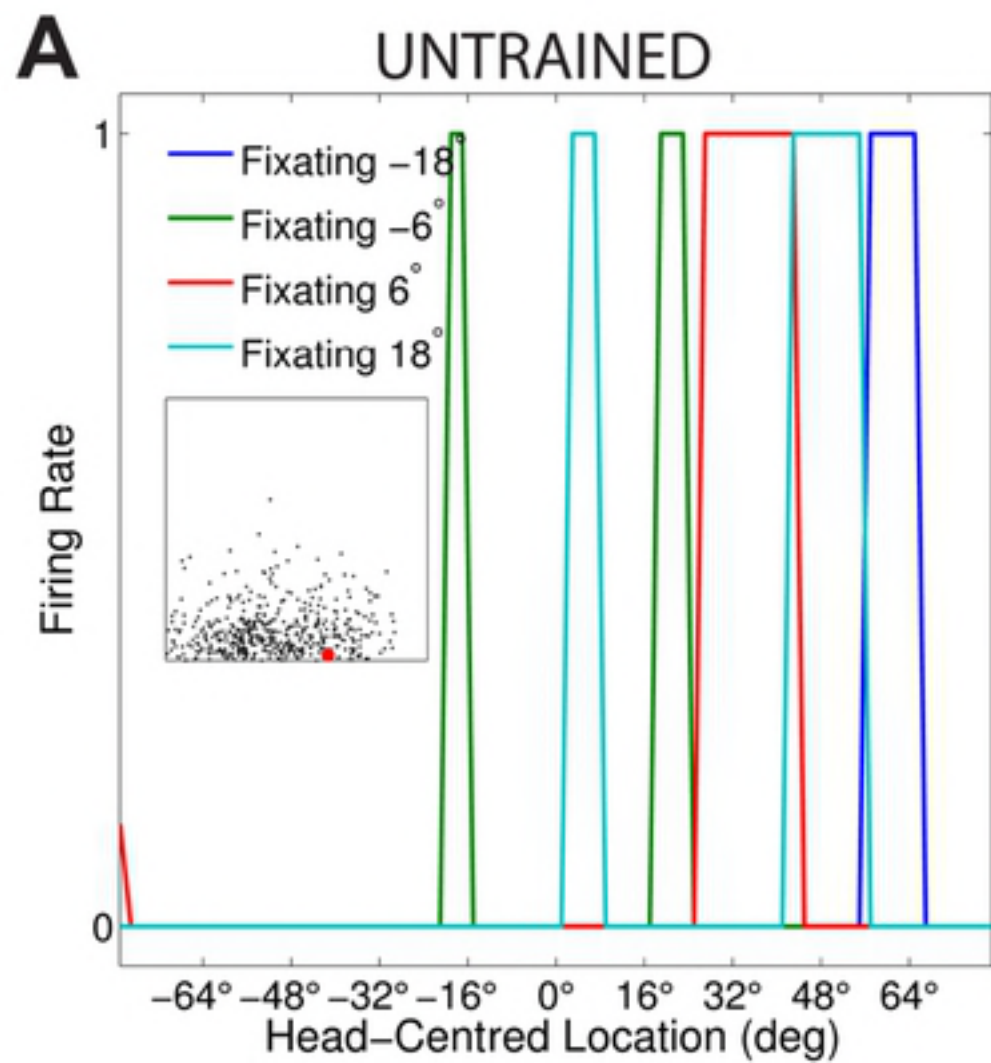 A
UNTRAINED
1
Fixating −18°
Fixating −6°
Fixating 6°
Fixating 18°
Firing Rate
0
−64° −48° −32° −16° 0° 16° 32° 48° 64°
Head−Centred Location (deg)